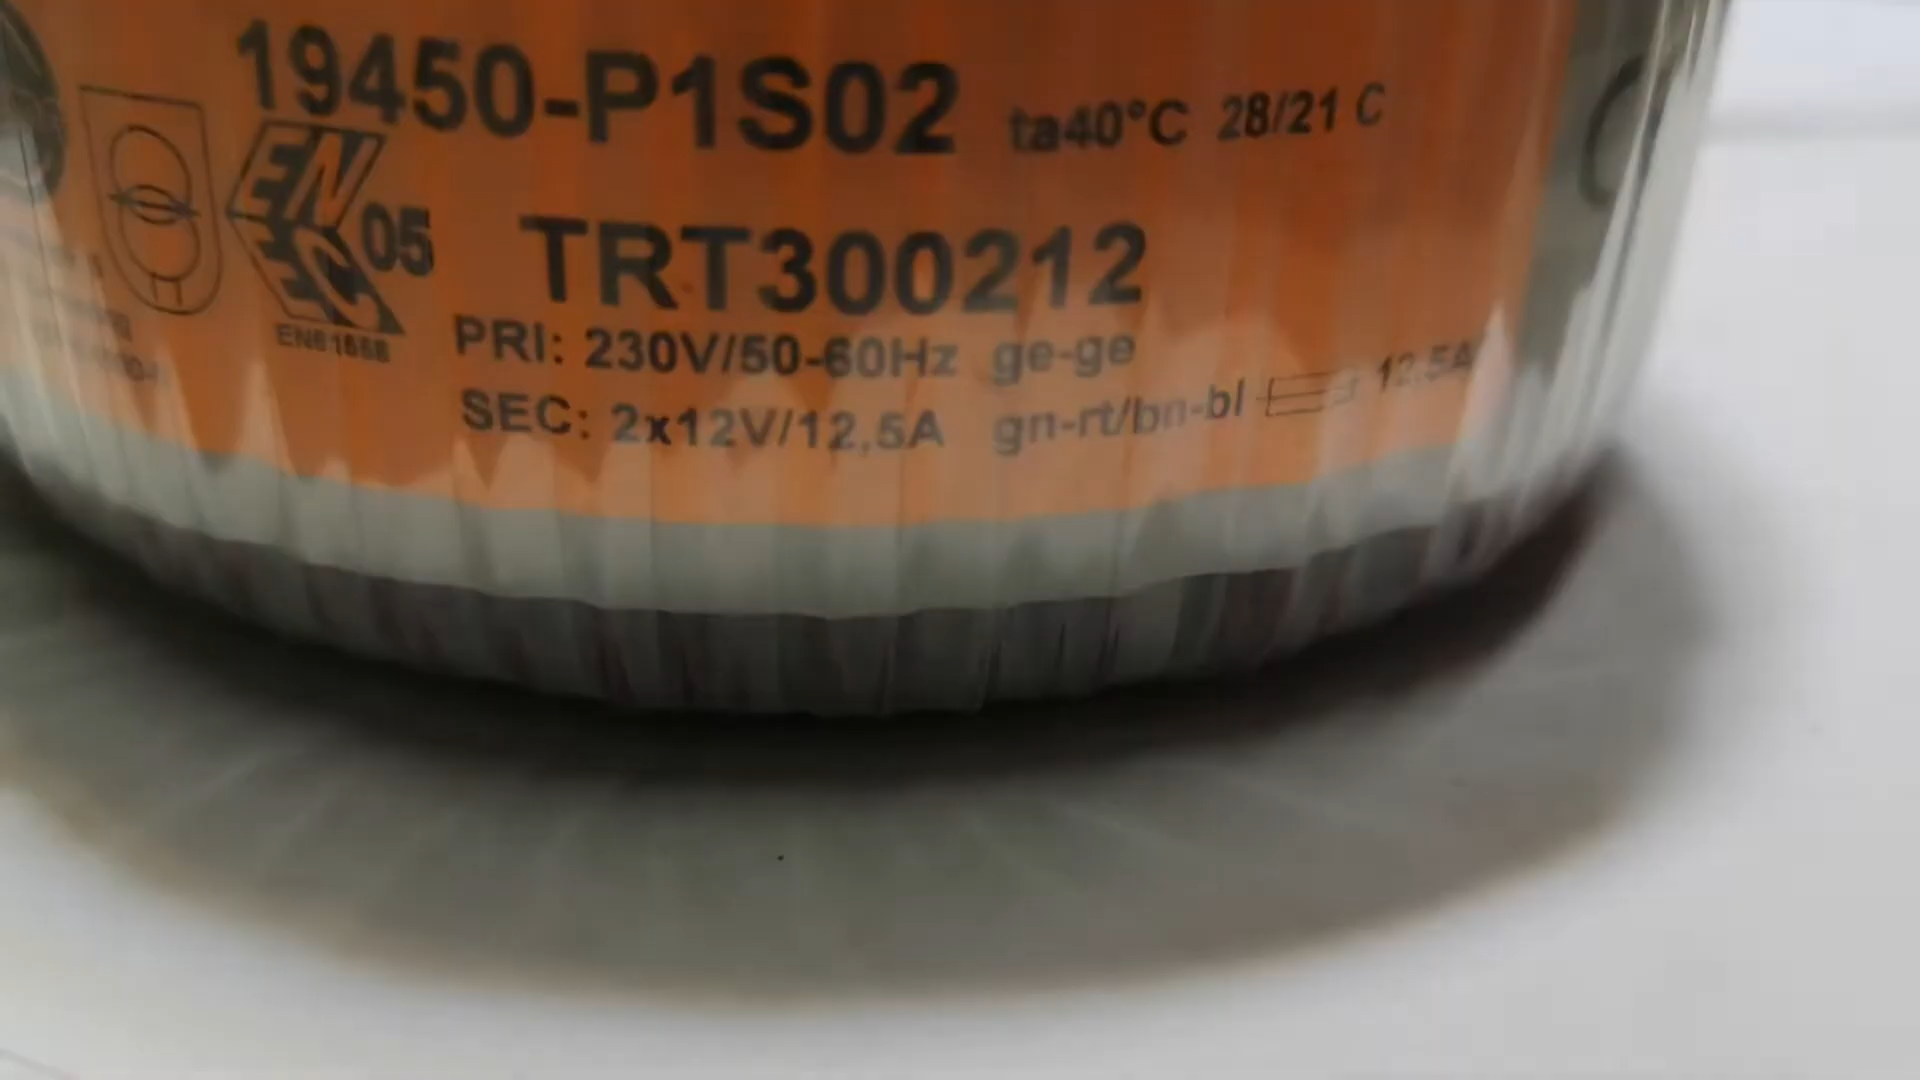 19450-P1S02 ta40°C 28/21 C
EN
EC
05
TRT300212
PRI: 230V/50-60Hz ge-ge
SEC: 2x12V/12,5A gn-rt/bn-bl 12.5A